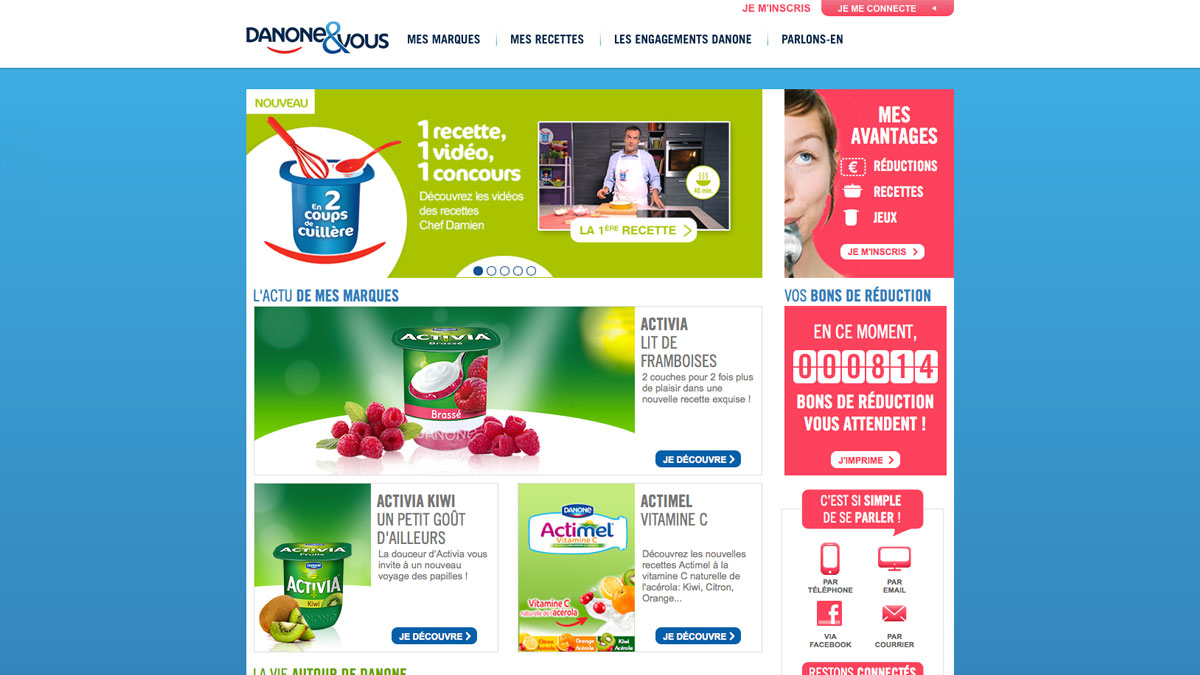 JE M'INSCRIS
JE ME CONNECTE
DANONE&VOUS
MES MARQUES
MES RECETTES
LES ENGAGEMENTS DANONE
PARLONS-EN
NOUVEAU
En 2
coups
de
cuillère
1 recette,
1 vidéo,
1 concours
Découvrez les vidéos
des recettes
Chef Damien
40 min.
LA 1ÈRE RECETTE
MES
AVANTAGES
€ RÉDUCTIONS
RECETTES
JEUX
JE M'INSCRIS
L'ACTU DE MES MARQUES
ACTIVIA
Brassé
Brassé
DANONE
ACTIVIA
LIT DE
FRAMBOISES
2 couches pour 2 fois plus
de plaisir dans une
nouvelle recette exquise !
JE DÉCOUVRE
VOS BONS DE RÉDUCTION
EN CE MOMENT,
000814
BONS DE RÉDUCTION
VOUS ATTENDENT !
J'IMPRIME
ACTIVIA
Fruits
ACTIVIA
Kiwi
DANONE
ACTIVIA KIWI
UN PETIT GOÛT
D'AILLEURS
La douceur d'Activia vous
invite à un nouveau
voyage des papilles !
JE DÉCOUVRE
DANONE
Actimel
Vitamine C
Vitamine C
naturelle de l'acérola
Citron
Acérola
Orange
Acérola
Kiwi
Acérola
ACTIMEL
VITAMINE C
Découvrez les nouvelles
recettes Actimel à la
vitamine C naturelle de
l'acérola: Kiwi, Citron,
Orange...
JE DÉCOUVRE
C'EST SI SIMPLE
DE SE PARLER !
PAR
TÉLÉPHONE
PAR
EMAIL
VIA
FACEBOOK
PAR
COURRIER
LA VIE AUTOUR DE DANONE
RESTONS CONNECTÉS